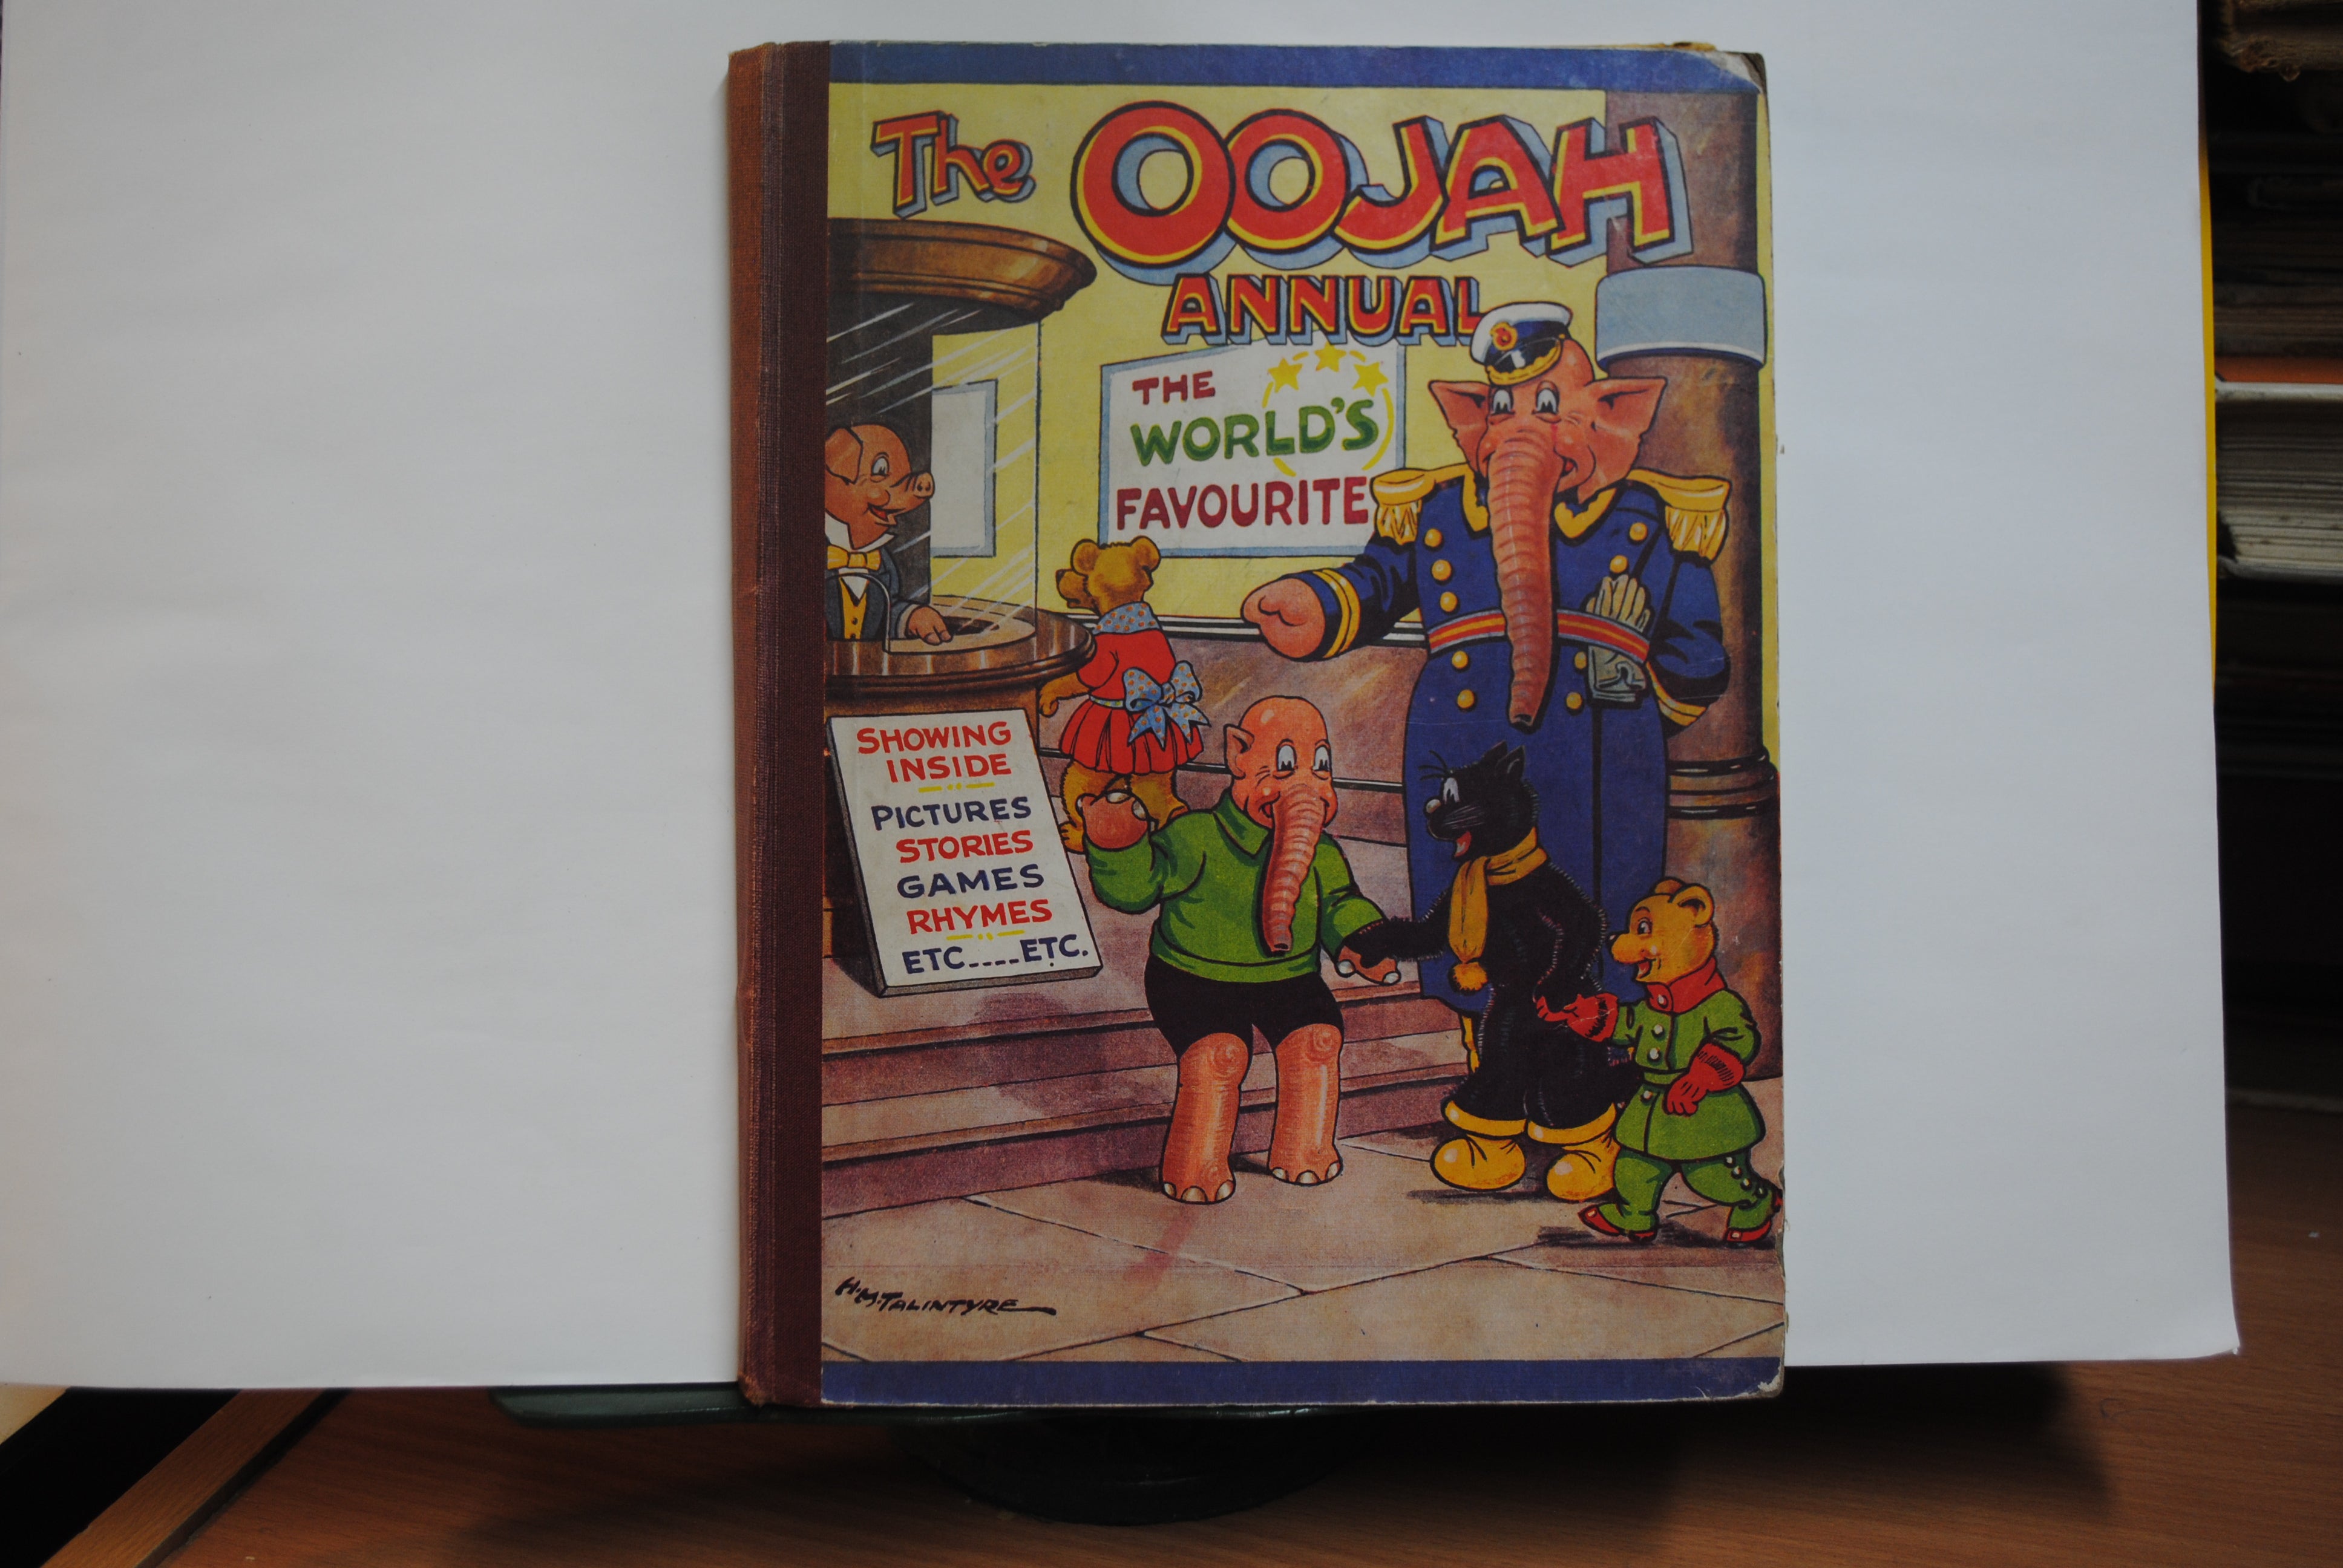 The OOJAH
ANNUAL
THE
WORLD'S
FAVOURITE
SHOWING
INSIDE
PICTURES
STORIES
GAMES
RHYMES
ETC....ETC.
H.M.TALINTYRE